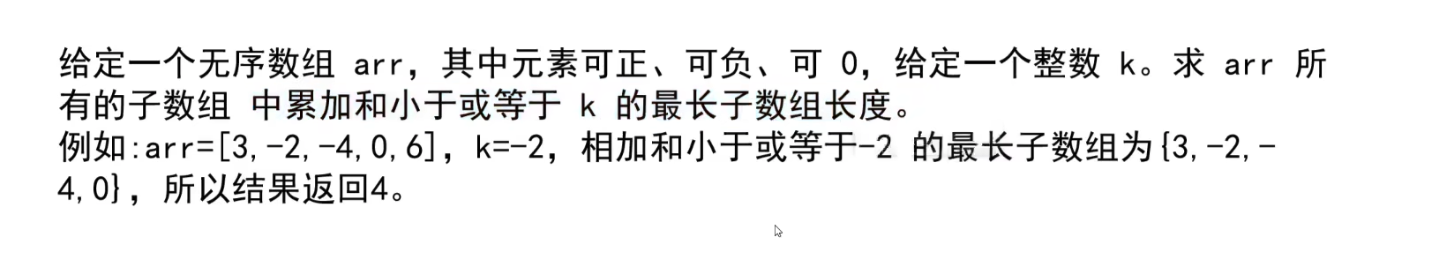 给定一个无序数组 arr，其中元素可正、可负、可 0，给定一个整数 k。求 arr 所
有的子数组 中累加和小于或等于 k 的最长子数组长度。
例如:arr=[3,-2,-4,0,6]，k=-2，相加和小于或等于-2 的最长子数组为{3,-2,-
4,0}，所以结果返回4。